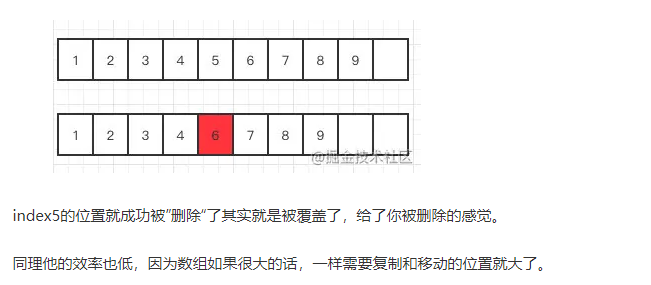 1 2 3 4 5 6 7 8 9
1 2 3 4 6 7 8 9
@掘金技术社区
index5的位置就成功被”删除“了其实就是被覆盖了，给了你被删除的感觉。
同理他的效率也低，因为数组如果很大的话，一样需要复制和移动的位置就大了。